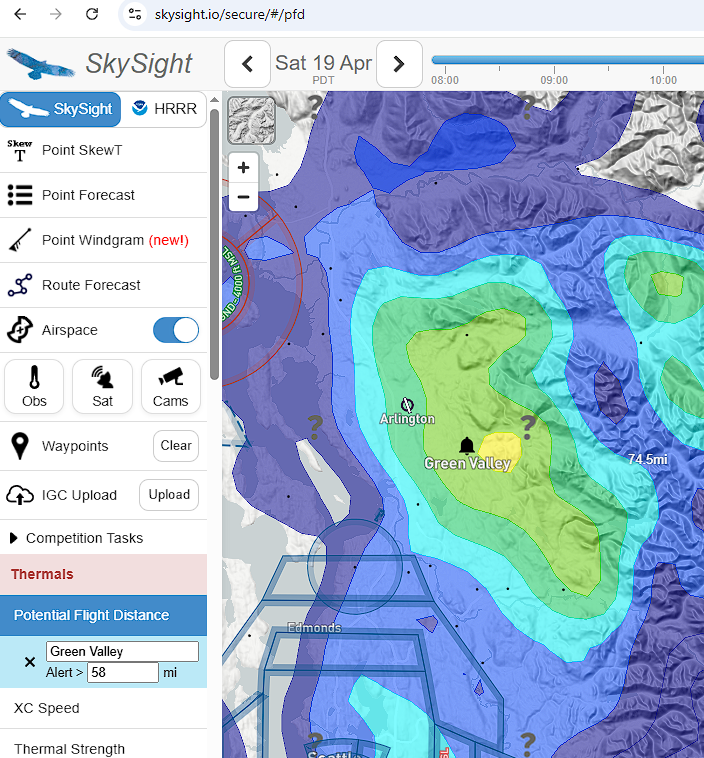 skysight.io/secure/#/pfd
SkySight
Sat 19 Apr
PDT
08:00
09:00
10:00
SkySight
HRRR
Skew
T
Point SkewT
Point Forecast
Point Windgram (new!)
Route Forecast
Airspace
Obs
Sat
Cams
Waypoints
Clear
IGC Upload
Upload
Competition Tasks
Thermals
Potential Flight Distance
Green Valley
Alert > 58 mi
XC Speed
Thermal Strength
?
?
GND-4000 ft MSL
Arlington
?
?
Green Valley
74.5mi
Edmonds
?
?
Seattle